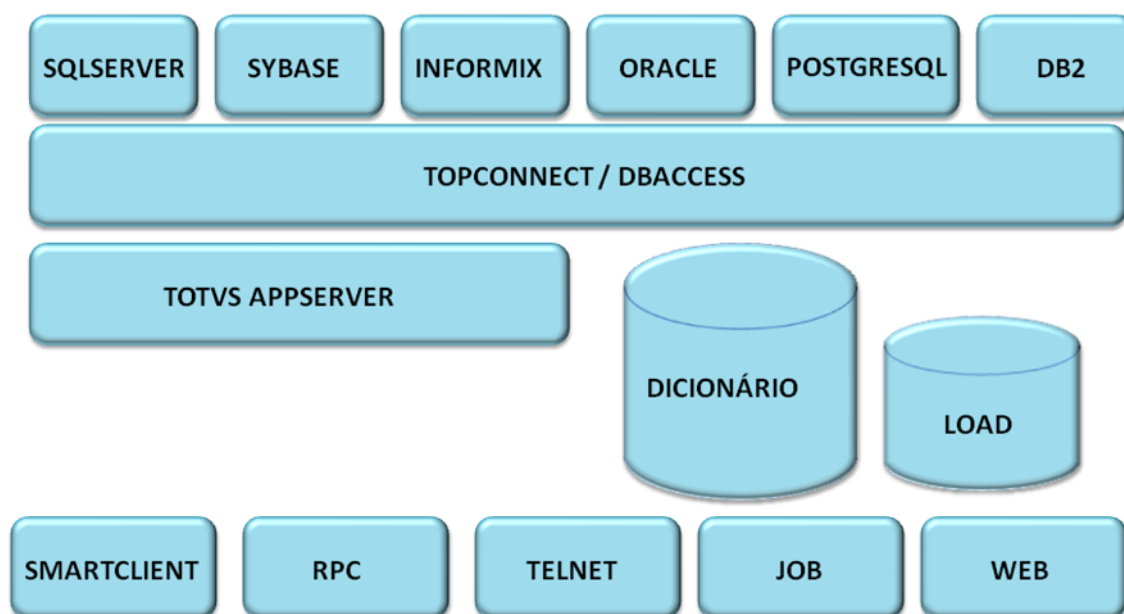 SQLSERVER
SYBASE
INFORMIX
ORACLE
POSTGRESQL
DB2
TOPCONNECT / DBACCESS
TOTVS APPSERVER
DICIONÁRIO
LOAD
SMARTCLIENT
RPC
TELNET
JOB
WEB